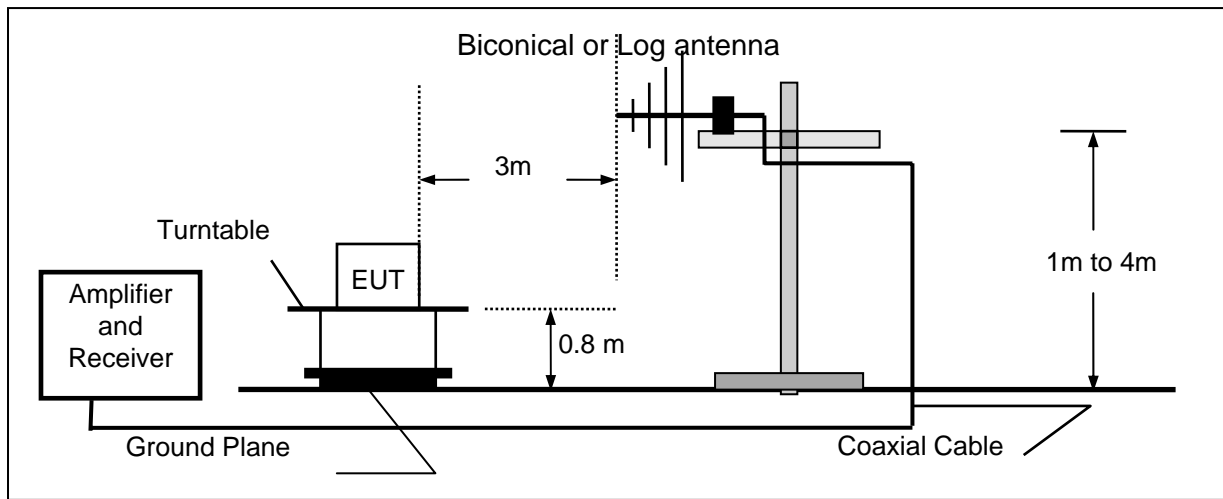 Biconical or Log antenna
3m
Turntable
EUT
1m to 4m
Amplifier
and
Receiver
0.8 m
Ground Plane
Coaxial Cable